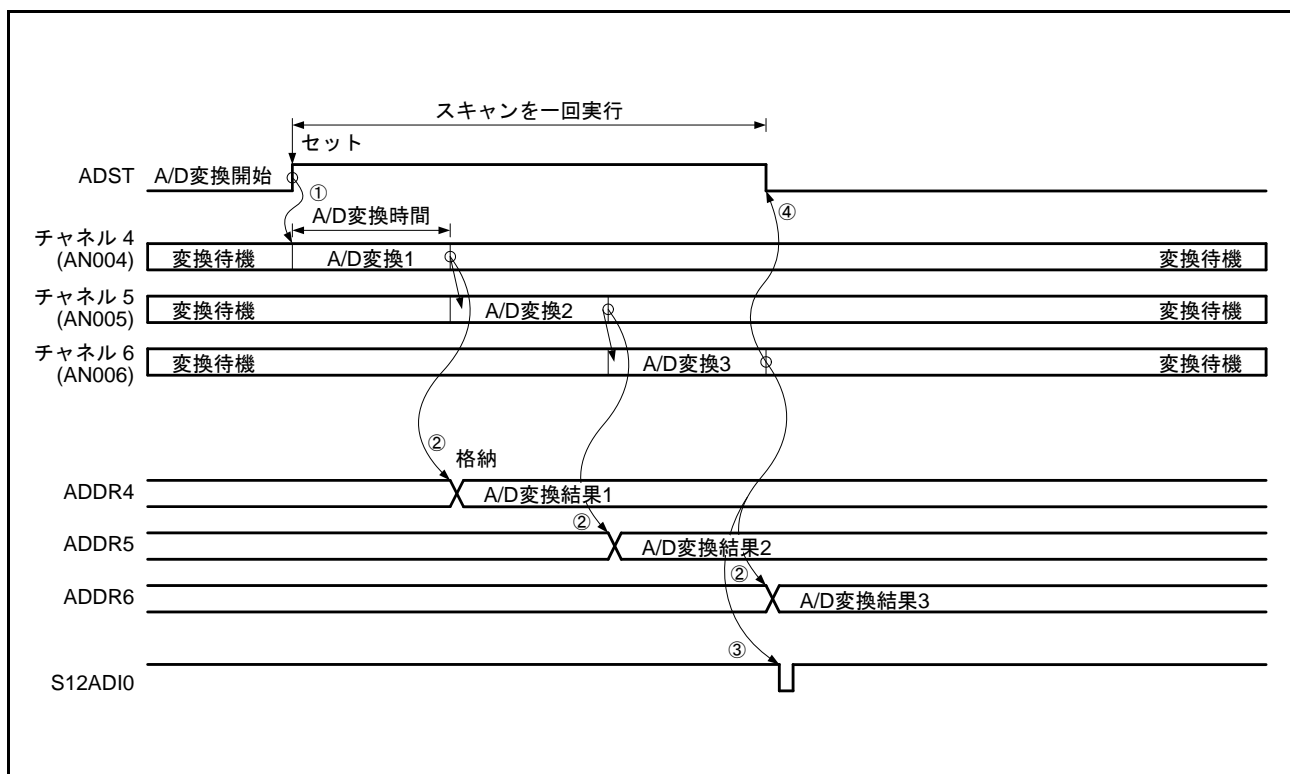 スキャンを一回実行
セット
ADST A/D変換開始
①
A/D変換時間
④
チャネル 4
(AN004)
変換待機 A/D変換1 変換待機
チャネル 5
(AN005)
変換待機 A/D変換2 変換待機
チャネル 6
(AN006)
変換待機 A/D変換3 変換待機
② 格納
ADDR4 A/D変換結果1
②
ADDR5 A/D変換結果2
②
ADDR6 A/D変換結果3
③
S12ADI0